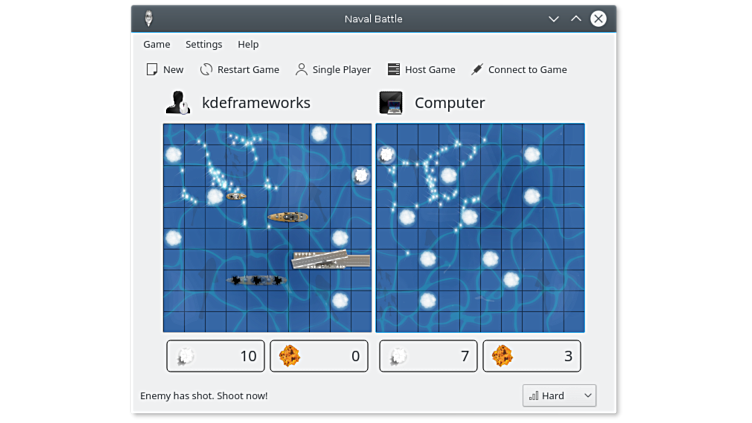 Naval Battle
Game Settings Help
New Restart Game Single Player Host Game Connect to Game
kdeframeworks Computer
10 0 7 3
Enemy has shot. Shoot now! Hard